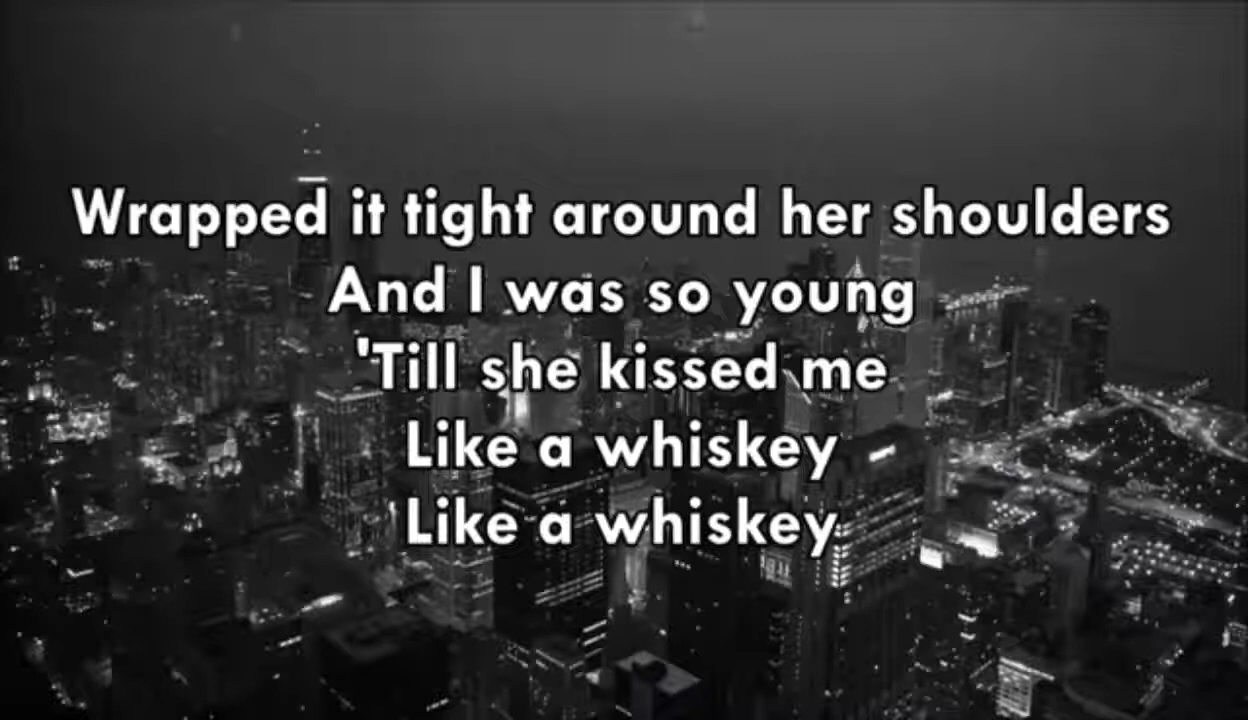 Wrapped it tight around her shoulders
And I was so young
'Till she kissed me
Like a whiskey
Like a whiskey